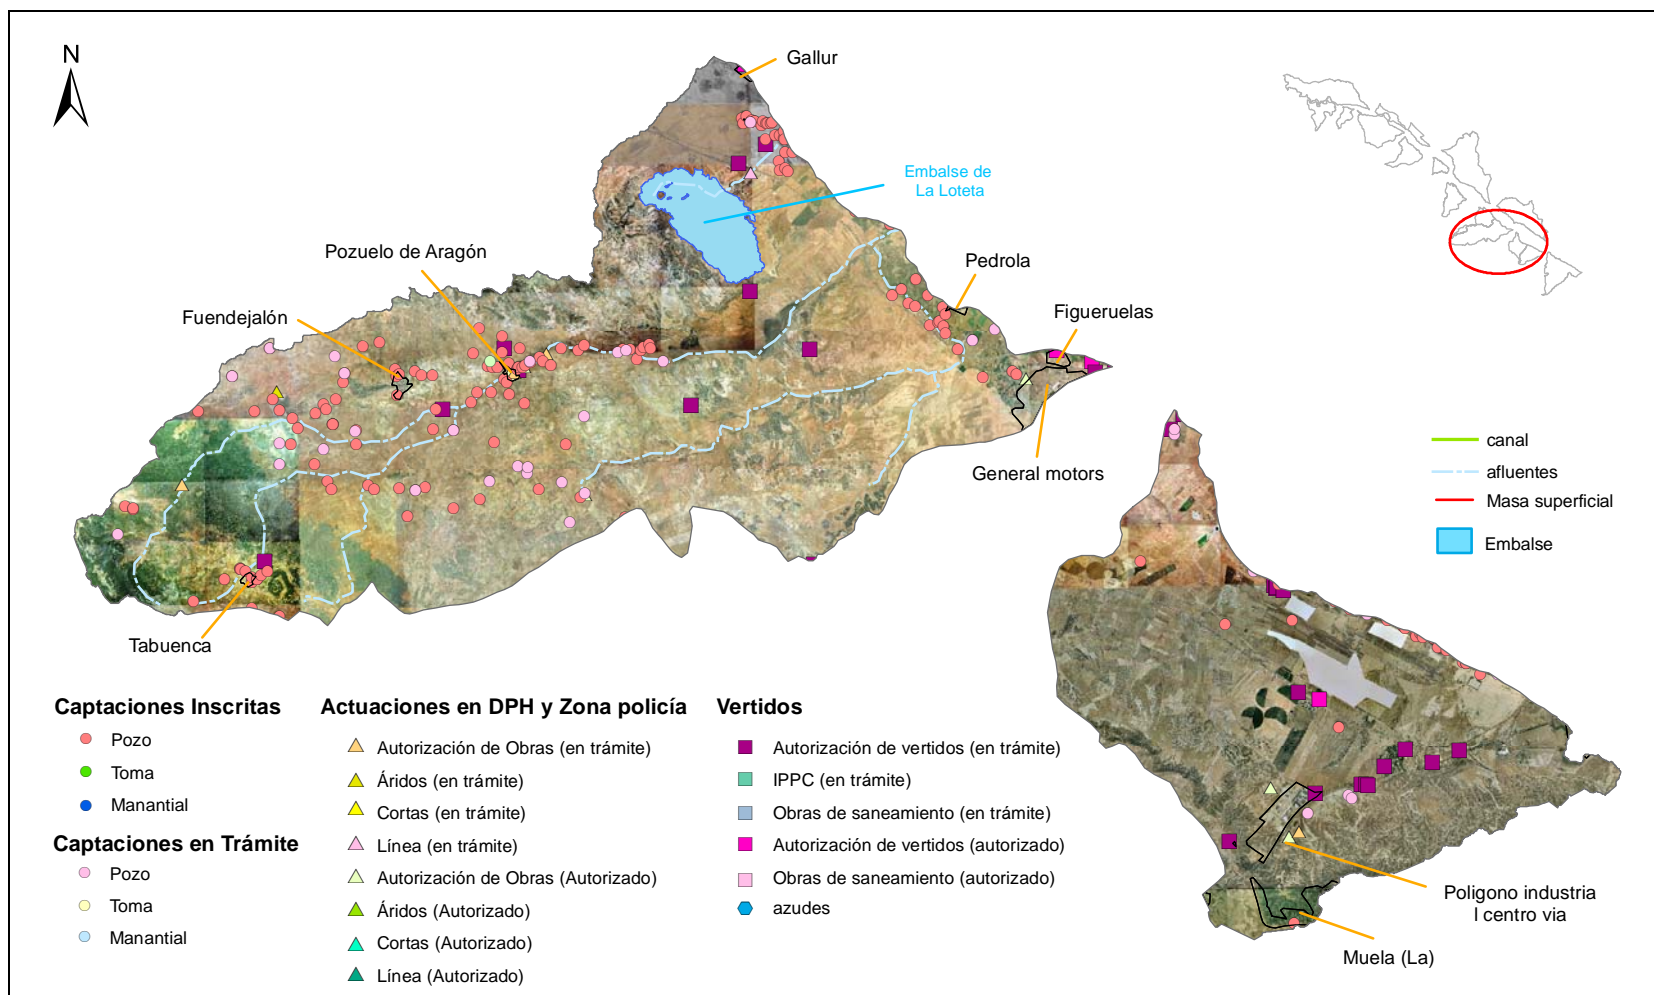 N
Gallur
Embalse de
La Loteta
Pozuelo de Aragón
Pedrola
Fuendejalón
Figueruelas
General motors
canal
afluentes
Masa superficial
Embalse
Tabuenca
Captaciones Inscritas
Pozo
Toma
Manantial
Captaciones en Trámite
Pozo
Toma
Manantial
Actuaciones en DPH y Zona policía
Autorización de Obras (en trámite)
Áridos (en trámite)
Cortas (en trámite)
Línea (en trámite)
Autorización de Obras (Autorizado)
Áridos (Autorizado)
Cortas (Autorizado)
Línea (Autorizado)
Vertidos
Autorización de vertidos (en trámite)
IPPC (en trámite)
Obras de saneamiento (en trámite)
Autorización de vertidos (autorizado)
Obras de saneamiento (autorizado)
azudes
Poligono industria
l centro via
Muela (La)